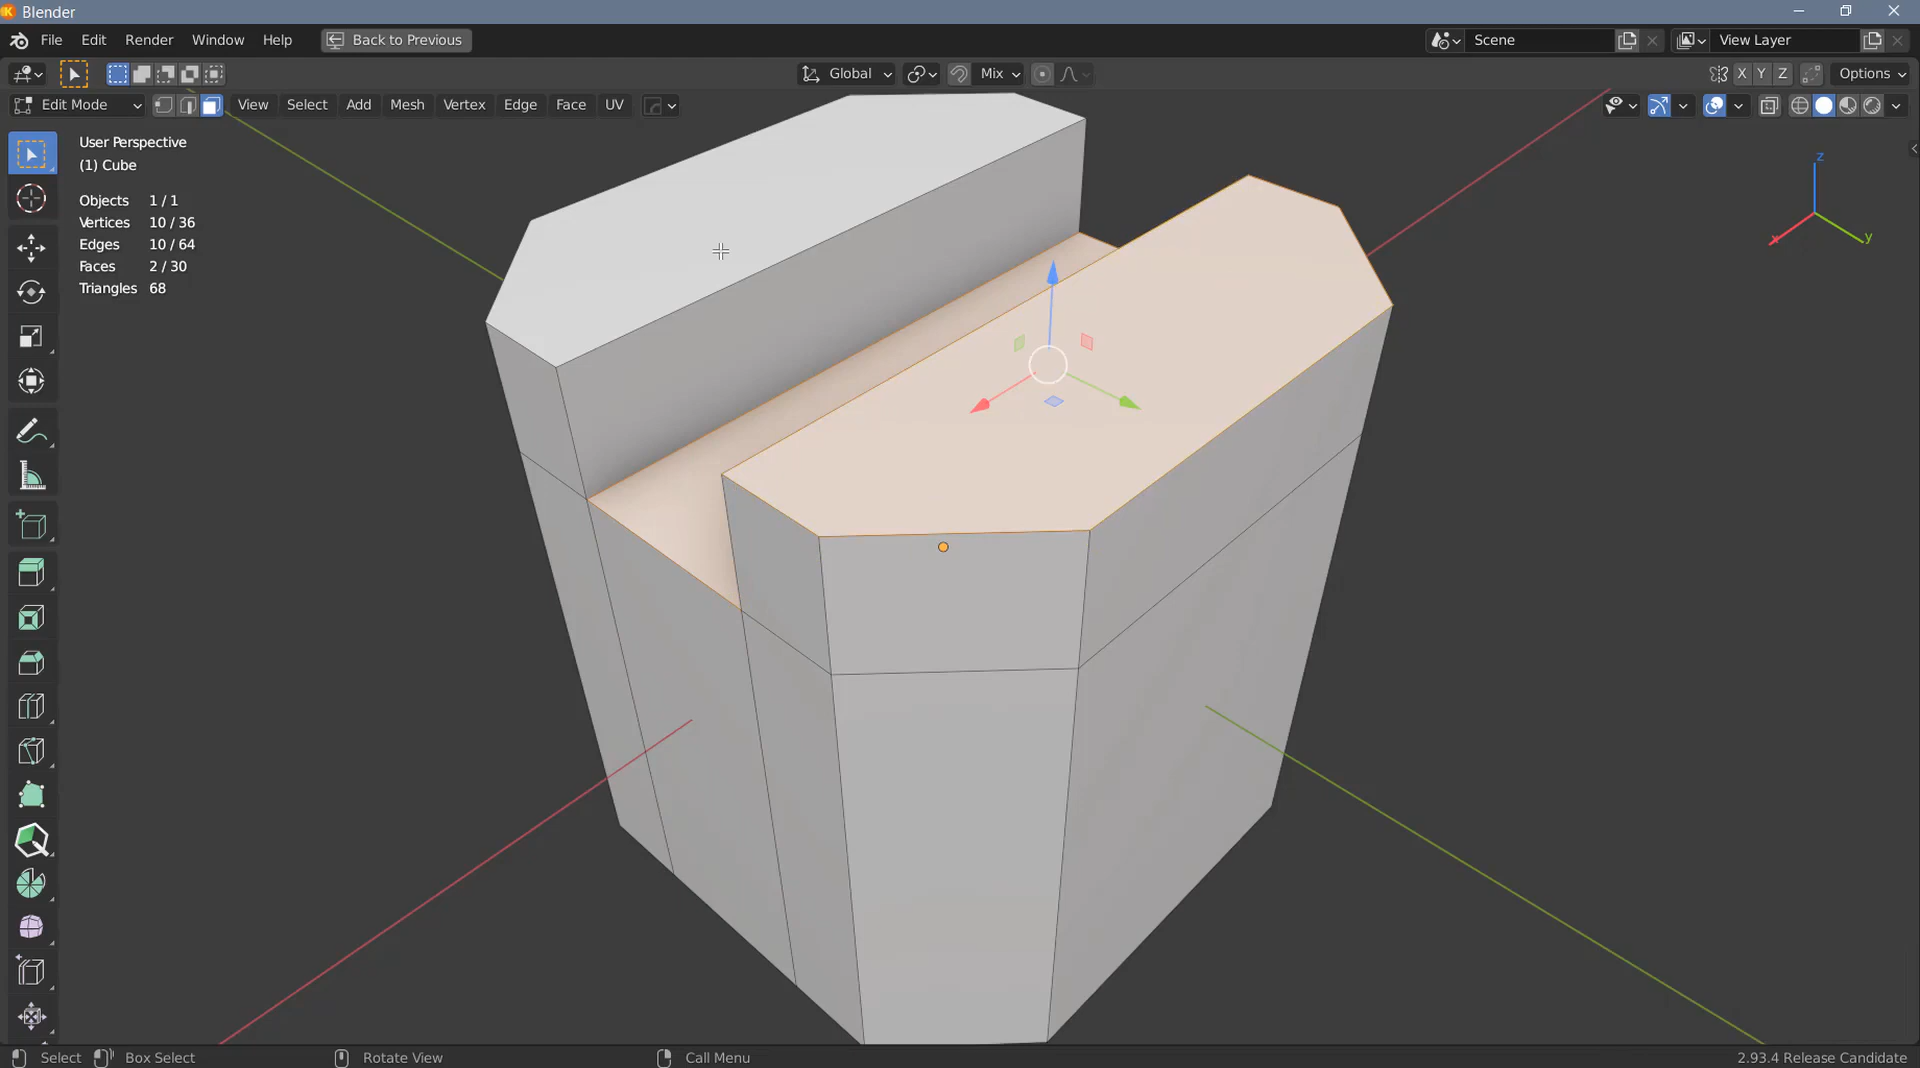 Blender
File Edit Render Window Help Back to Previous Scene View Layer
Global Mix X Y Z Options
Edit Mode View Select Add Mesh Vertex Edge Face UV
User Perspective
(1) Cube
Objects 1 / 1
Vertices 10 / 36
Edges 10 / 64
Faces 2 / 30
Triangles 68
z
x
y
Select Box Select Rotate View Call Menu 2.93.4 Release Candidate